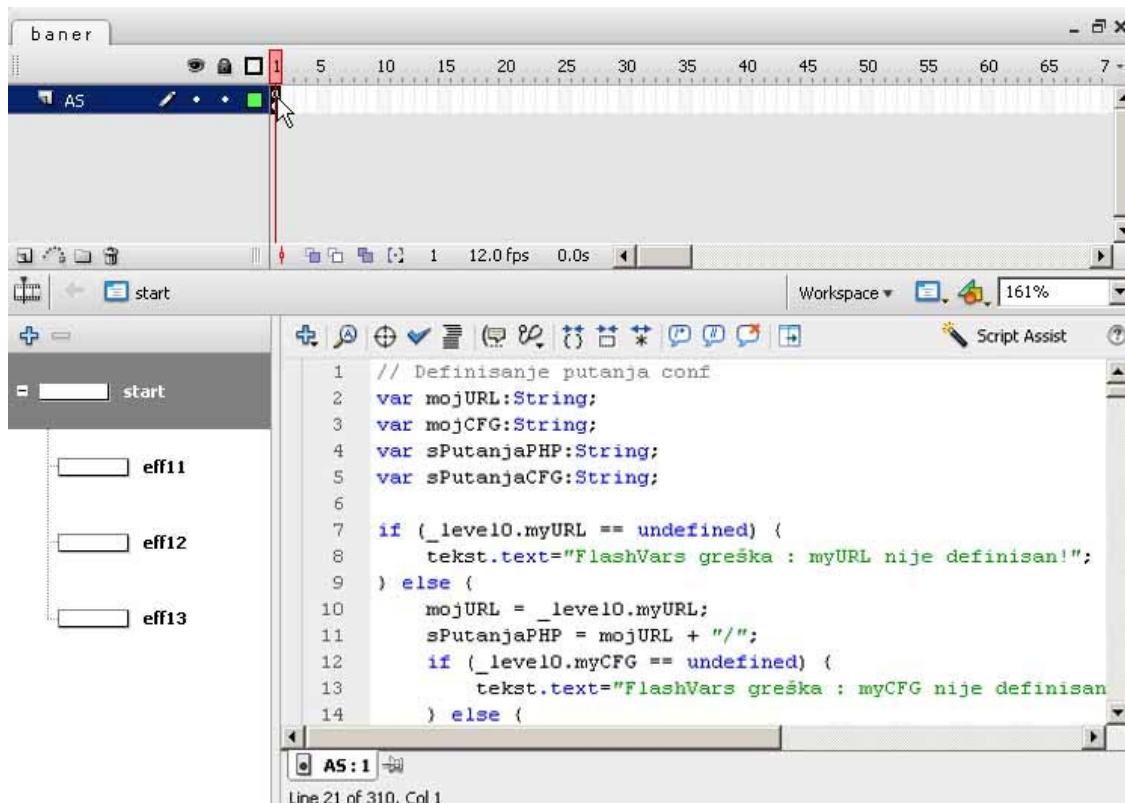 baner
1 5 10 15 20 25 30 35 40 45 50 55 60 65 7
AS
1 12.0 fps 0.0s
start
Workspace
161%
Script Assist
start
eff11
eff12
eff13
1 // Definisanje putanja conf
2 var mojURL:String;
3 var mojCFG:String;
4 var sPutanjaPHP:String;
5 var sPutanjaCFG:String;
6
7 if (_level0.myURL == undefined) {
8 tekst.text="FlashVars greška : myURL nije definisan!";
9 } else {
10 mojURL = _level0.myURL;
11 sPutanjaPHP = mojURL + "/";
12 if (_level0.myCFG == undefined) {
13 tekst.text="FlashVars greška : myCFG nije definisan
14 } else {
AS : 1
Line 21 of 310, Col 1